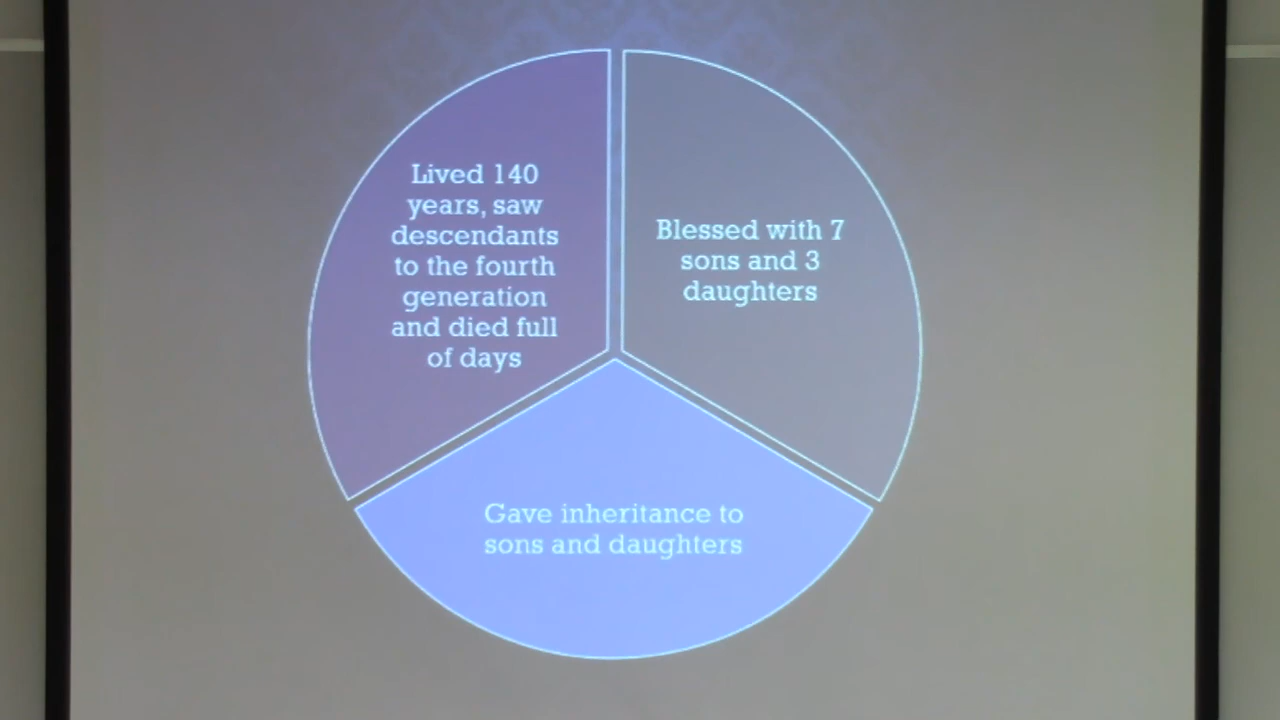 Lived 140
years, saw
descendants
to the fourth
generation
and died full
of days
Blessed with 7
sons and 3
daughters
Gave inheritance to
sons and daughters